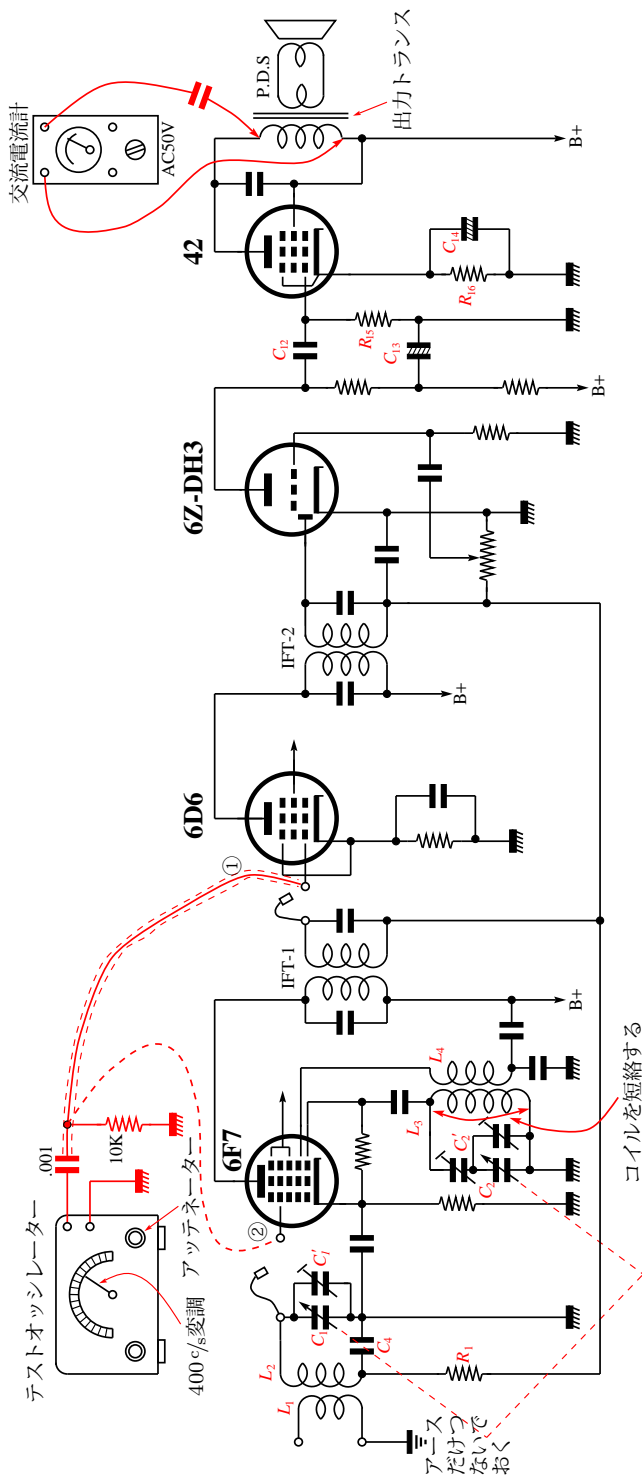 テストオッシレーター
アッテネーター
400 c/s変調
.001
10K
①
②
6F7
6D6
6Z-DH3
42
交流電流計
AC50V
P.D.S
出力トランス
IFT-1
IFT-2
L₁
L₂
C₁
C₁′
C₄
R₁
L₃
L₄
C₂
C₂′
C₁₂
R₁₅
C₁₃
R₁₆
C₁₄
B+
B+
B+
B+
コイルを短絡する
アース
だけつ
ないで
おく